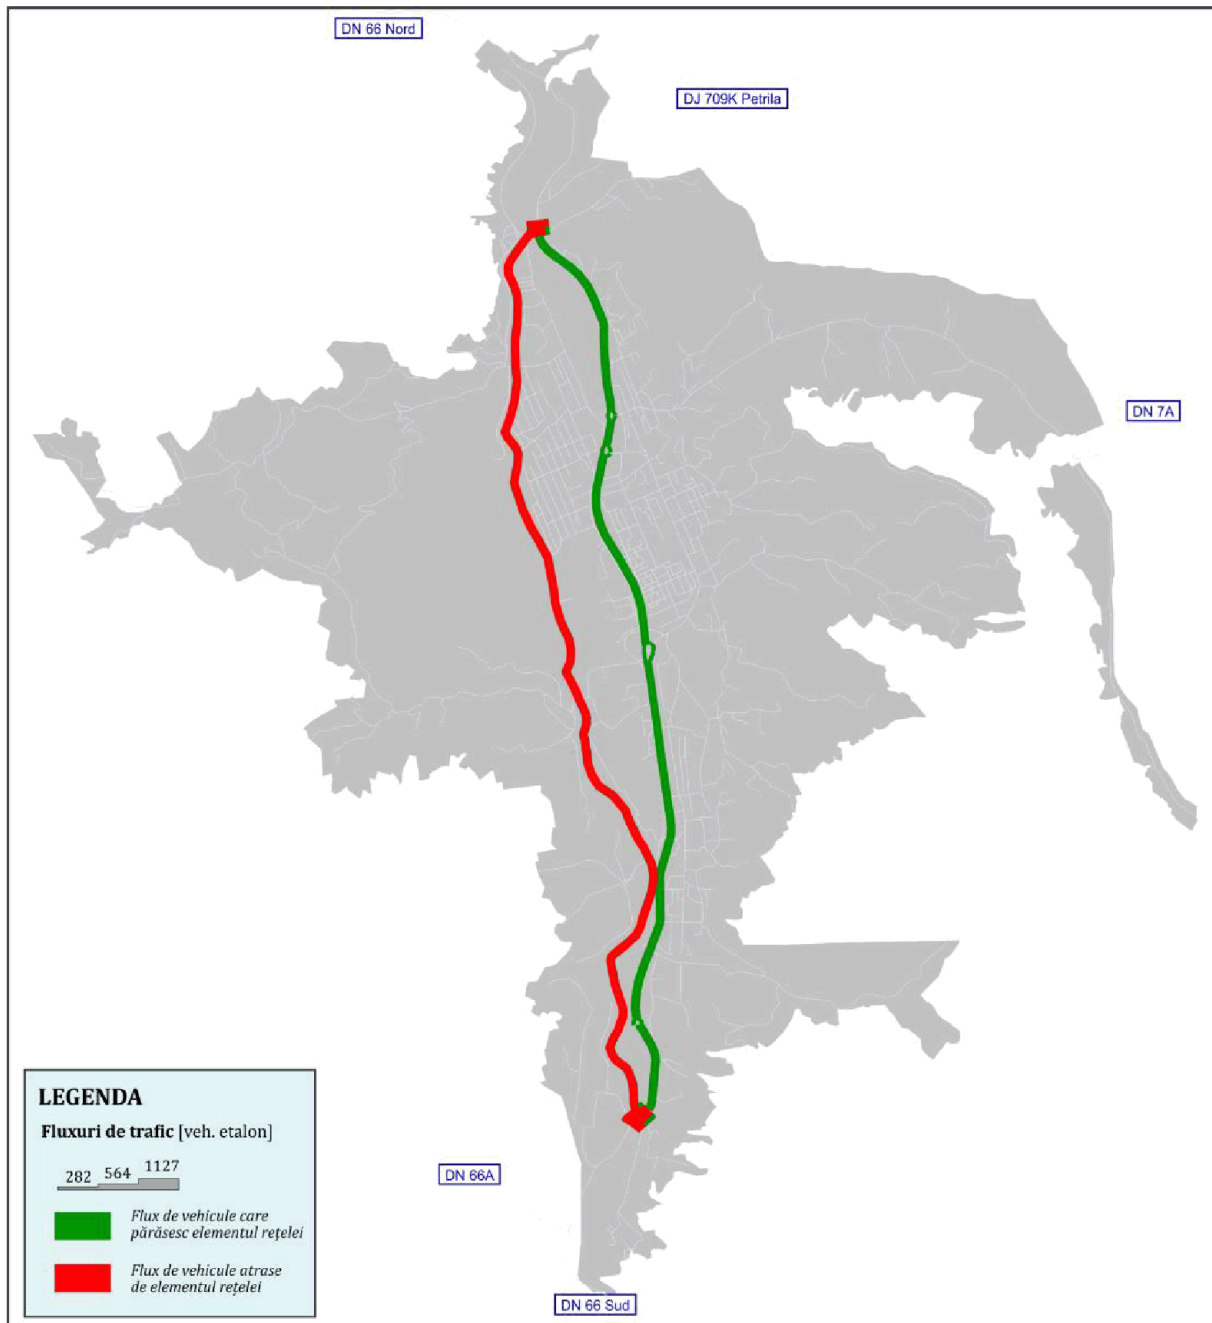 DN 66 Nord
DJ 709K Petrila
DN 7A
LEGENDA
Fluxuri de trafic [veh. etalon]
282 564 1127
Flux de vehicule care
părăsesc elementul rețelei
Flux de vehicule atrase
de elementul rețelei
DN 66A
DN 66 Sud